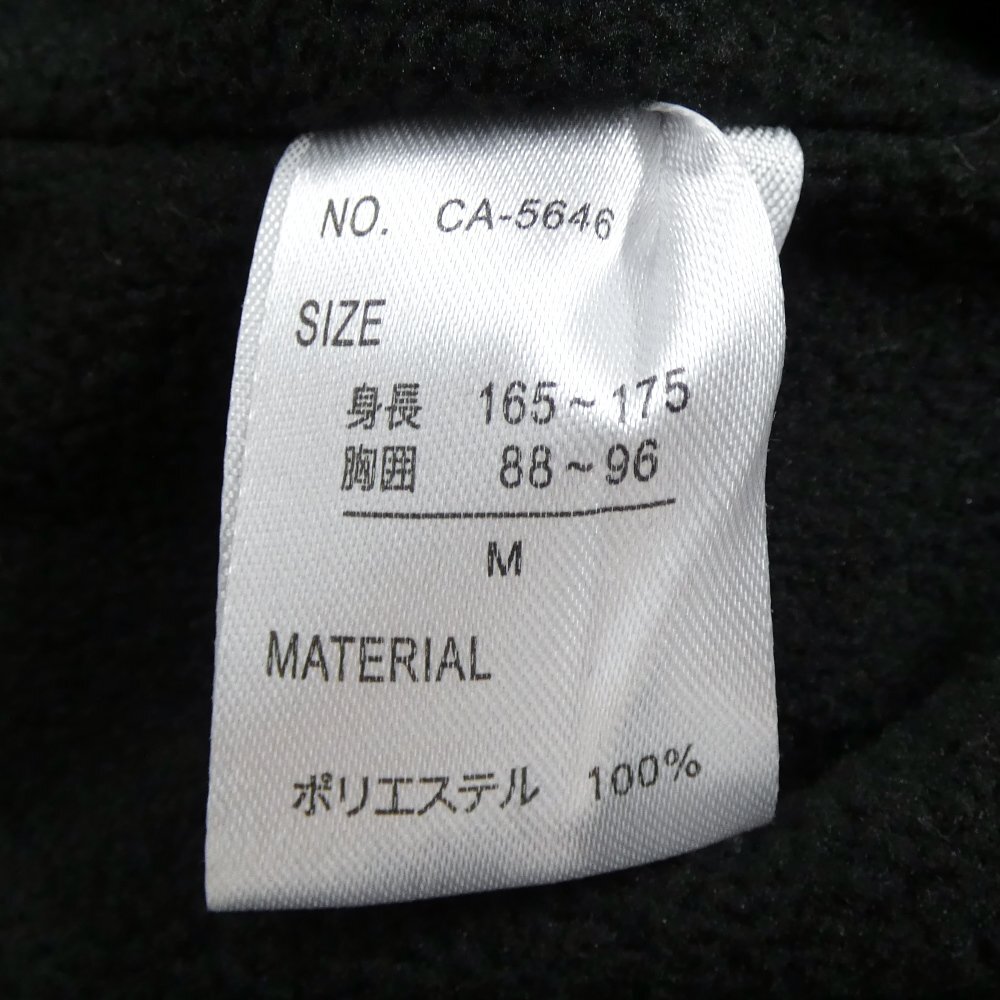 NO. CA-5646
SIZE
身長 165~175
胸囲 88~96
M
MATERIAL
ポリエステル 100%